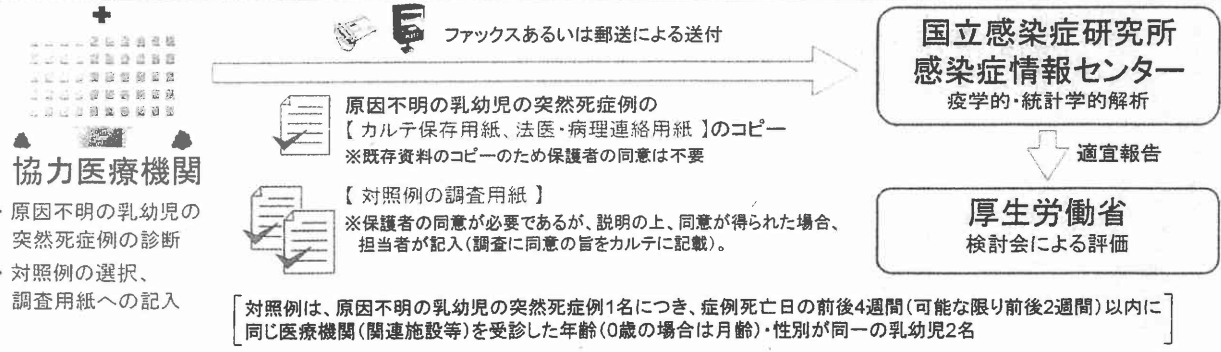 ファックスあるいは郵送による送付
国立感染症研究所
感染症情報センター
疫学的・統計学的解析
原因不明の乳幼児の突然死症例の
【 カルテ保存用紙、法医・病理連絡用紙 】のコピー
※既存資料のコピーのため保護者の同意は不要
適宜報告
協力医療機関
・ 原因不明の乳幼児の
突然死症例の診断
・ 対照例の選択、
調査用紙への記入
【 対照例の調査用紙 】
※保護者の同意が必要であるが、説明の上、同意が得られた場合、
担当者が記入(調査に同意の旨をカルテに記載)。
厚生労働省
検討会による評価
対照例は、原因不明の乳幼児の突然死症例1名につき、症例死亡日の前後4週間(可能な限り前後2週間)以内に
同じ医療機関(関連施設等)を受診した年齢(0歳の場合は月齢)・性別が同一の乳幼児2名